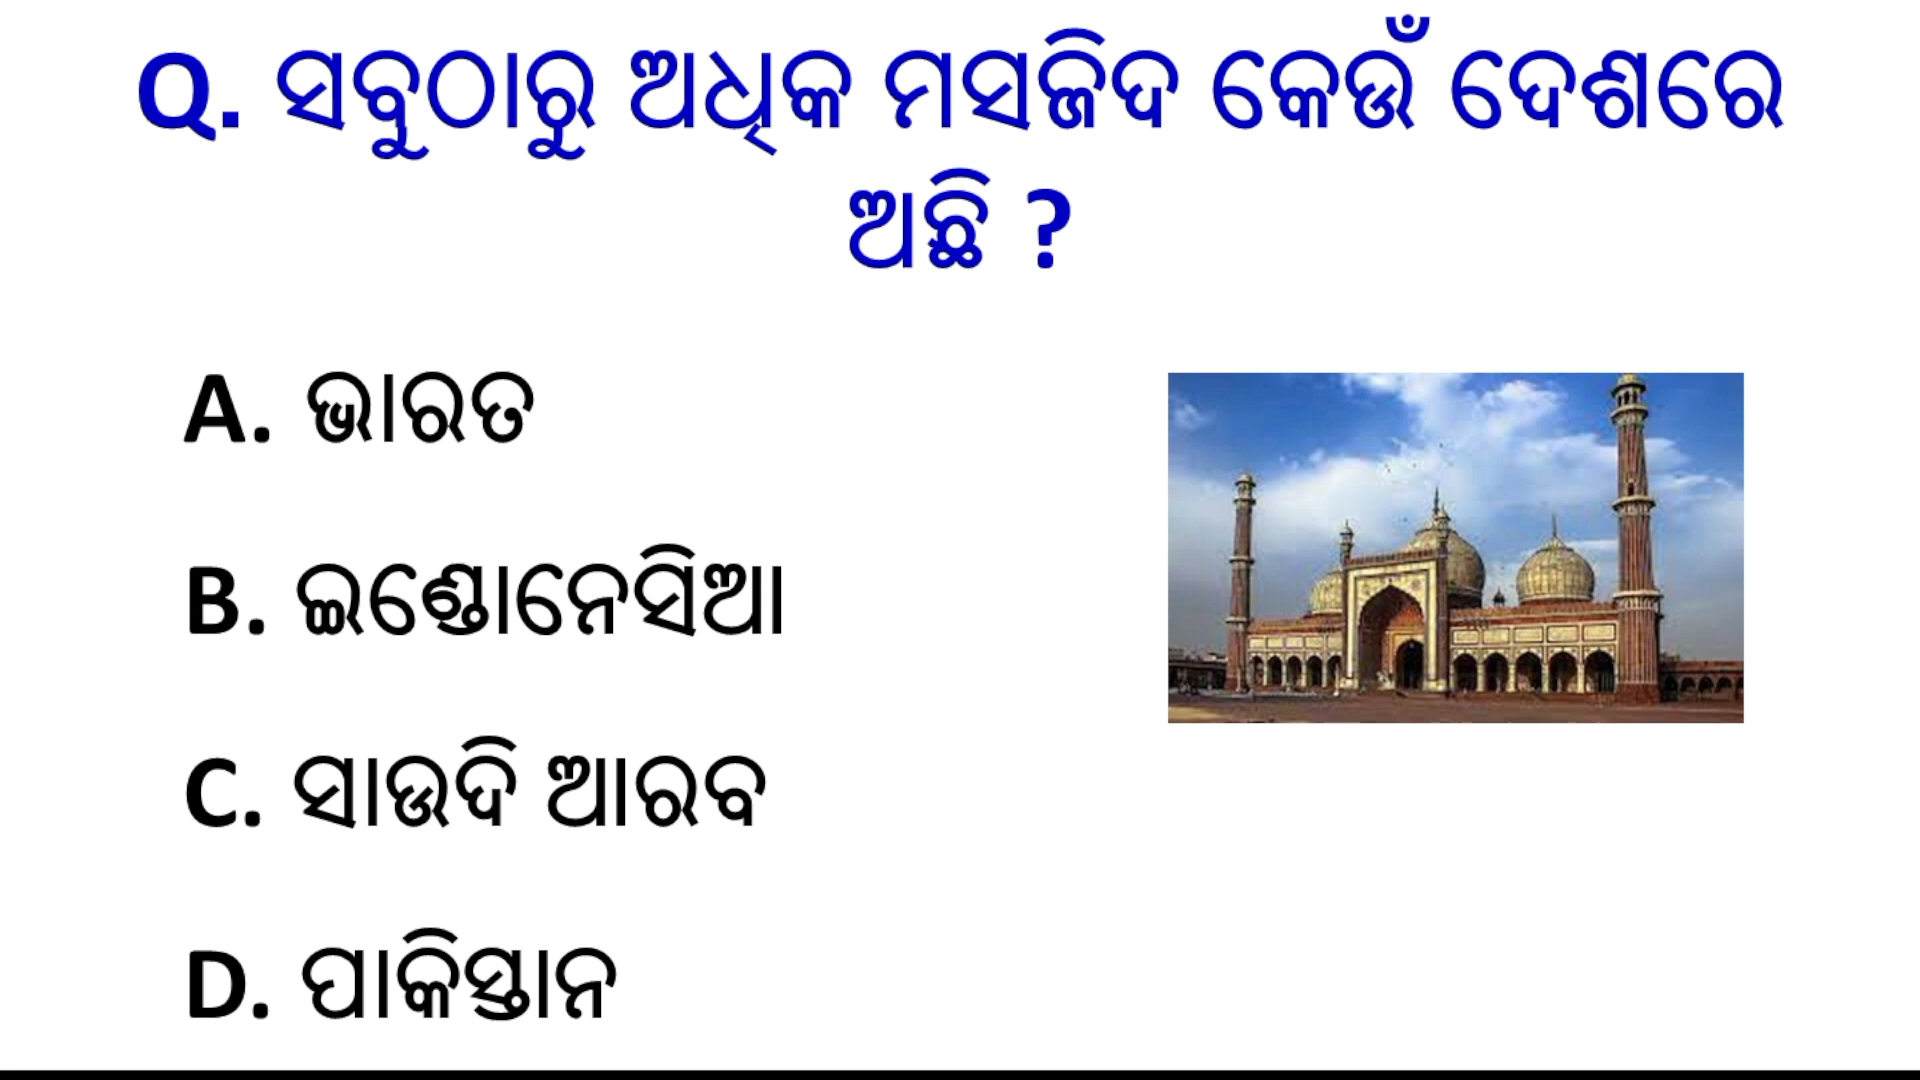 Q. ସବୁଠାରୁ ଅଧିକ ମସଜିଦ କେଉଁ ଦେଶରେ
ଅଛି ?
A. ଭାରତ
B. ଇଣ୍ଡୋନେସିଆ
C. ସାଉଦି ଆରବ
D. ପାକିସ୍ତାନ